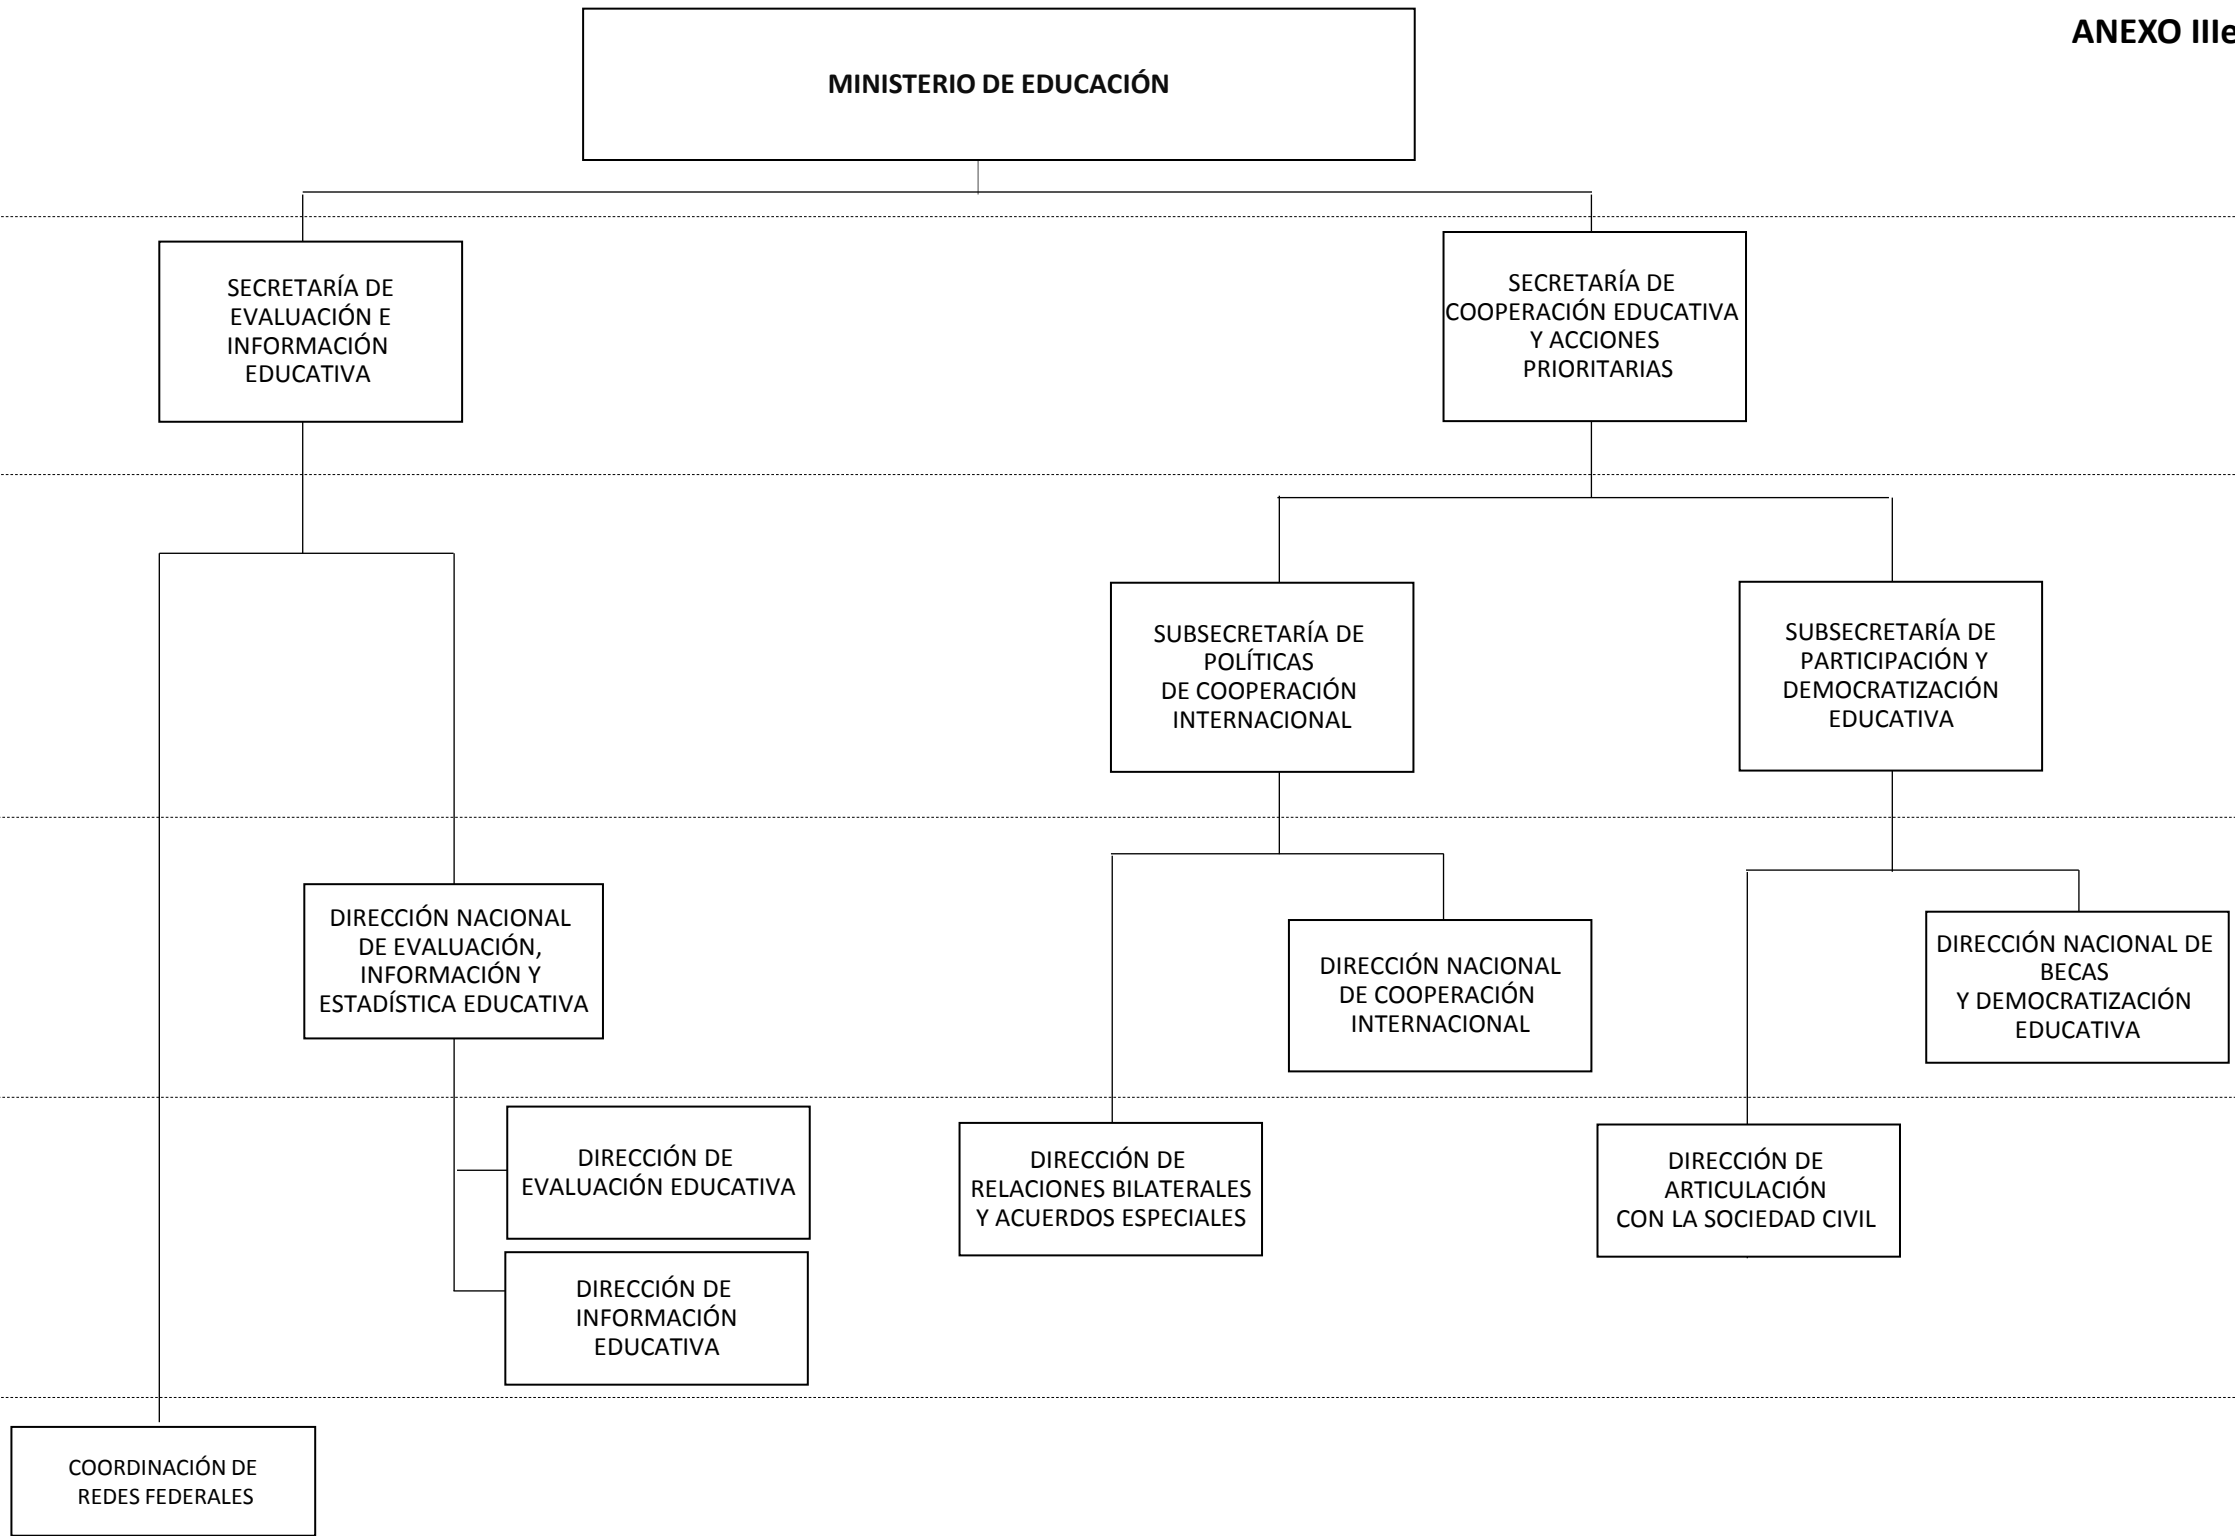 ANEXO IIIe
MINISTERIO DE EDUCACIÓN
SECRETARÍA DE
EVALUACIÓN E
INFORMACIÓN
EDUCATIVA
SECRETARÍA DE
COOPERACIÓN EDUCATIVA
Y ACCIONES
PRIORITARIAS
SUBSECRETARÍA DE
POLÍTICAS
DE COOPERACIÓN
INTERNACIONAL
SUBSECRETARÍA DE
PARTICIPACIÓN Y
DEMOCRATIZACIÓN
EDUCATIVA
DIRECCIÓN NACIONAL
DE EVALUACIÓN,
INFORMACIÓN Y
ESTADÍSTICA EDUCATIVA
DIRECCIÓN NACIONAL
DE COOPERACIÓN
INTERNACIONAL
DIRECCIÓN NACIONAL DE
BECAS
Y DEMOCRATIZACIÓN
EDUCATIVA
DIRECCIÓN DE
EVALUACIÓN EDUCATIVA
DIRECCIÓN DE
RELACIONES BILATERALES
Y ACUERDOS ESPECIALES
DIRECCIÓN DE
ARTICULACIÓN
CON LA SOCIEDAD CIVIL
DIRECCIÓN DE
INFORMACIÓN
EDUCATIVA
COORDINACIÓN DE
REDES FEDERALES